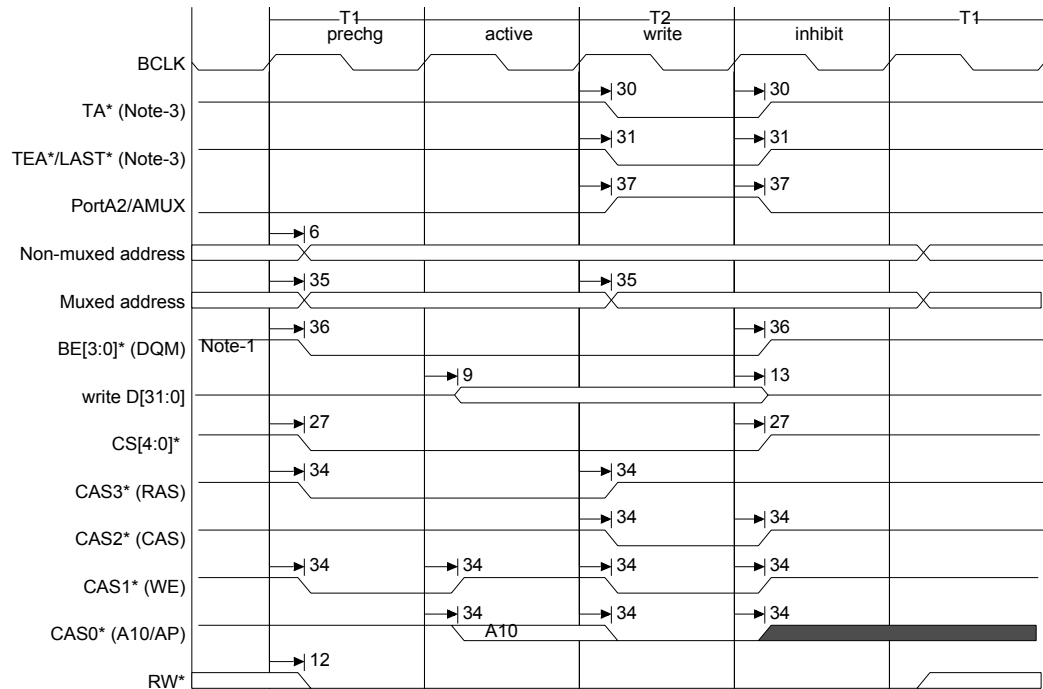 T1 T2 T1
prechg active write inhibit
BCLK
30 30
TA* (Note-3)
31 31
TEA*/LAST* (Note-3)
37 37
PortA2/AMUX
6
Non-muxed address
35 35
Muxed address
36 36
BE[3:0]* (DQM) Note-1
9 13
write D[31:0]
27 27
CS[4:0]*
34 34
CAS3* (RAS)
34 34
CAS2* (CAS)
34 34 34 34
CAS1* (WE)
34 34 34
CAS0* (A10/AP) A10
12
RW*